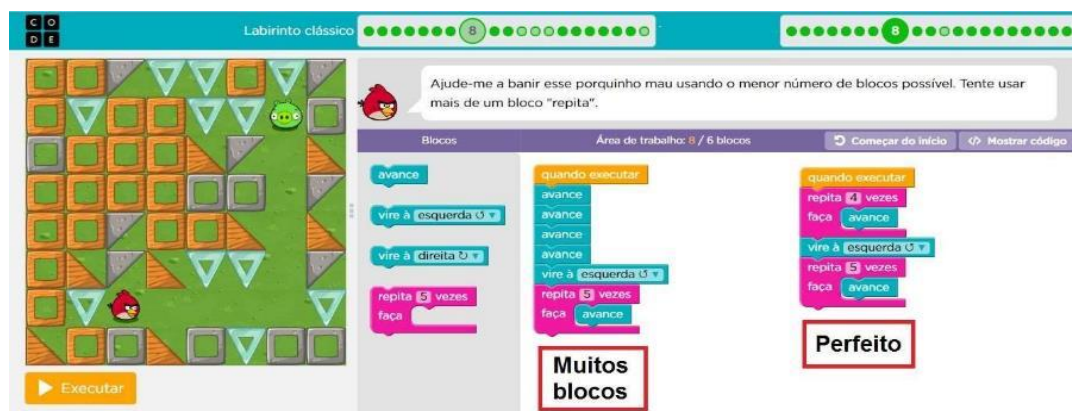 C O
D E
Labirinto clássico
8
8
Ajude-me a banir esse porquinho mau usando o menor número de blocos possível. Tente usar
mais de um bloco "repita".
Blocos
Área de trabalho: 8 / 6 blocos
Começar do início
Mostrar código
avance
vire à esquerda
vire à direita
repita 5 vezes
faça
quando executar
avance
avance
avance
avance
vire à esquerda
repita 5 vezes
faça avance
Muitos
blocos
quando executar
repita 4 vezes
faça avance
vire à esquerda
repita 5 vezes
faça avance
Perfeito
Executar